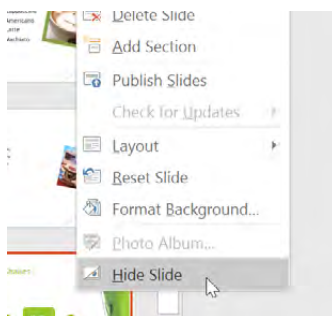 Delete Slide
Add Section
Publish Slides
Check for Updates
Layout
Reset Slide
Format Background...
Photo Album...
Hide Slide